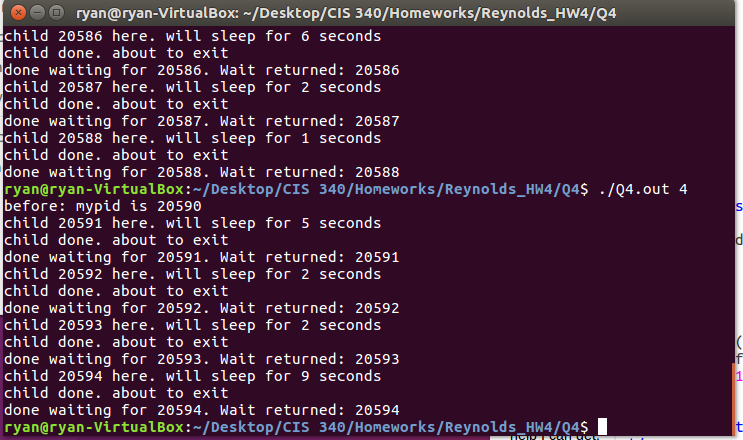 ryan@ryan-VirtualBox: ~/Desktop/CIS 340/Homeworks/Reynolds_HW4/Q4
child 20586 here. will sleep for 6 seconds
child done. about to exit
done waiting for 20586. Wait returned: 20586
child 20587 here. will sleep for 2 seconds
child done. about to exit
done waiting for 20587. Wait returned: 20587
child 20588 here. will sleep for 1 seconds
child done. about to exit
done waiting for 20588. Wait returned: 20588
ryan@ryan-VirtualBox:~/Desktop/CIS 340/Homeworks/Reynolds_HW4/Q4$ ./Q4.out 4
before: mypid is 20590
child 20591 here. will sleep for 5 seconds
child done. about to exit
done waiting for 20591. Wait returned: 20591
child 20592 here. will sleep for 2 seconds
child done. about to exit
done waiting for 20592. Wait returned: 20592
child 20593 here. will sleep for 2 seconds
child done. about to exit
done waiting for 20593. Wait returned: 20593
child 20594 here. will sleep for 9 seconds
child done. about to exit
done waiting for 20594. Wait returned: 20594
ryan@ryan-VirtualBox:~/Desktop/CIS 340/Homeworks/Reynolds_HW4/Q4$